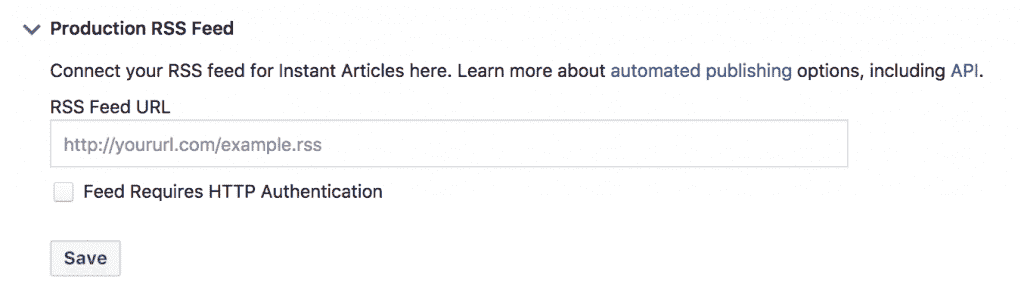 Production RSS Feed
Connect your RSS feed for Instant Articles here. Learn more about automated publishing options, including API.
RSS Feed URL
http://yoururl.com/example.rss
Feed Requires HTTP Authentication
Save